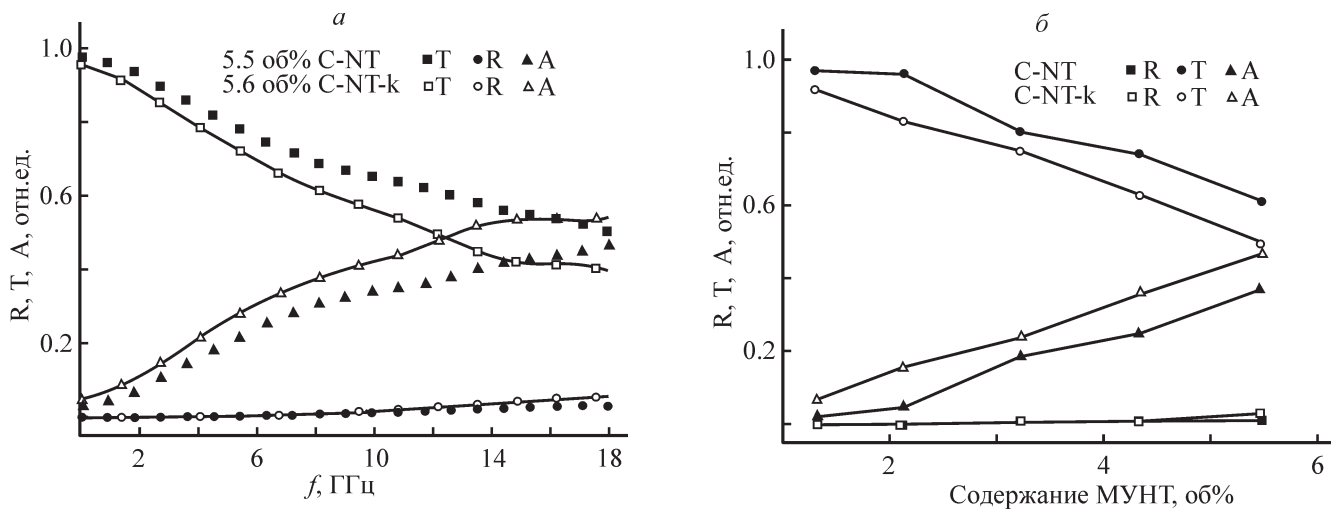 а
1.0
0.6
0.2
R, T, A, отн.ед.
5.5 об% C-NT T R A
5.6 об% C-NT-k T R A
2 6 10 14 18
f, ГГц
б
1.0
0.6
0.2
R, T, A, отн.ед.
C-NT R T A
C-NT-k R T A
2 4 6
Содержание МУНТ, об%